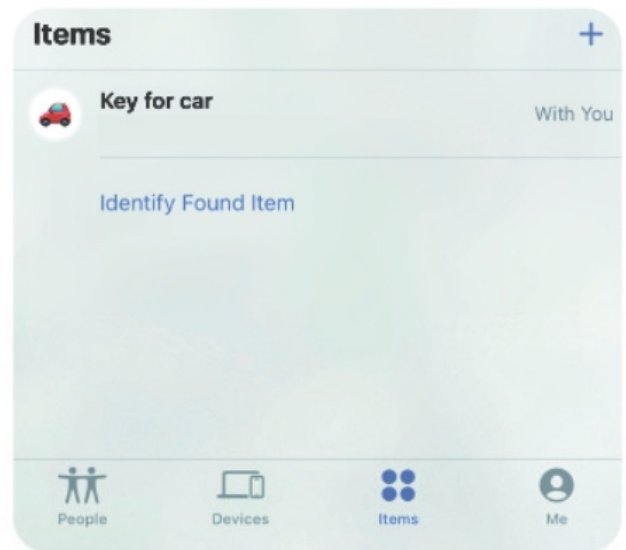 Items +
Key for car
With You
Identify Found Item
People Devices Items Me